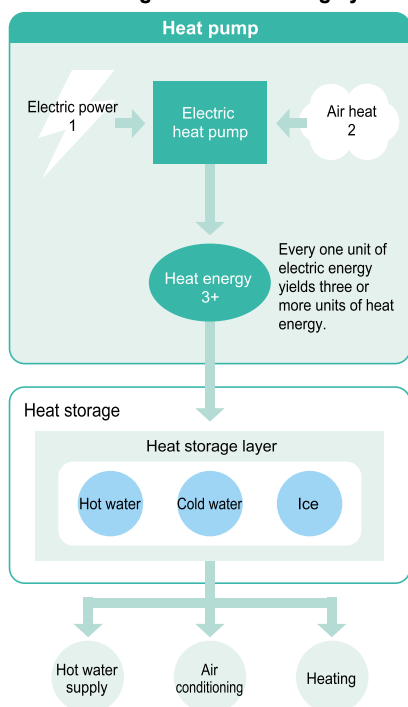 Heat pump
Electric power
1
Electric
heat pump
Air heat
2
Heat energy
3+
Every one unit of
electric energy
yields three or
more units of heat
energy.
Heat storage
Heat storage layer
Hot water
Cold water
Ice
Hot water
supply
Air
conditioning
Heating